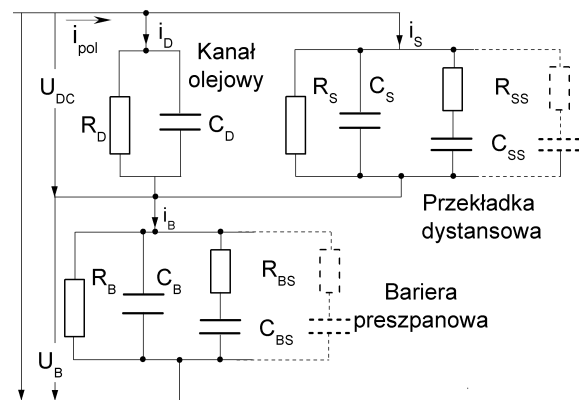 i_pol
i_D
Kanał
olejowy
i_S
U_DC
R_D
C_D
R_S
C_S
R_SS
C_SS
Przekładka
dystansowa
i_B
R_B
C_B
R_BS
C_BS
Bariera
preszpanowa
U_B